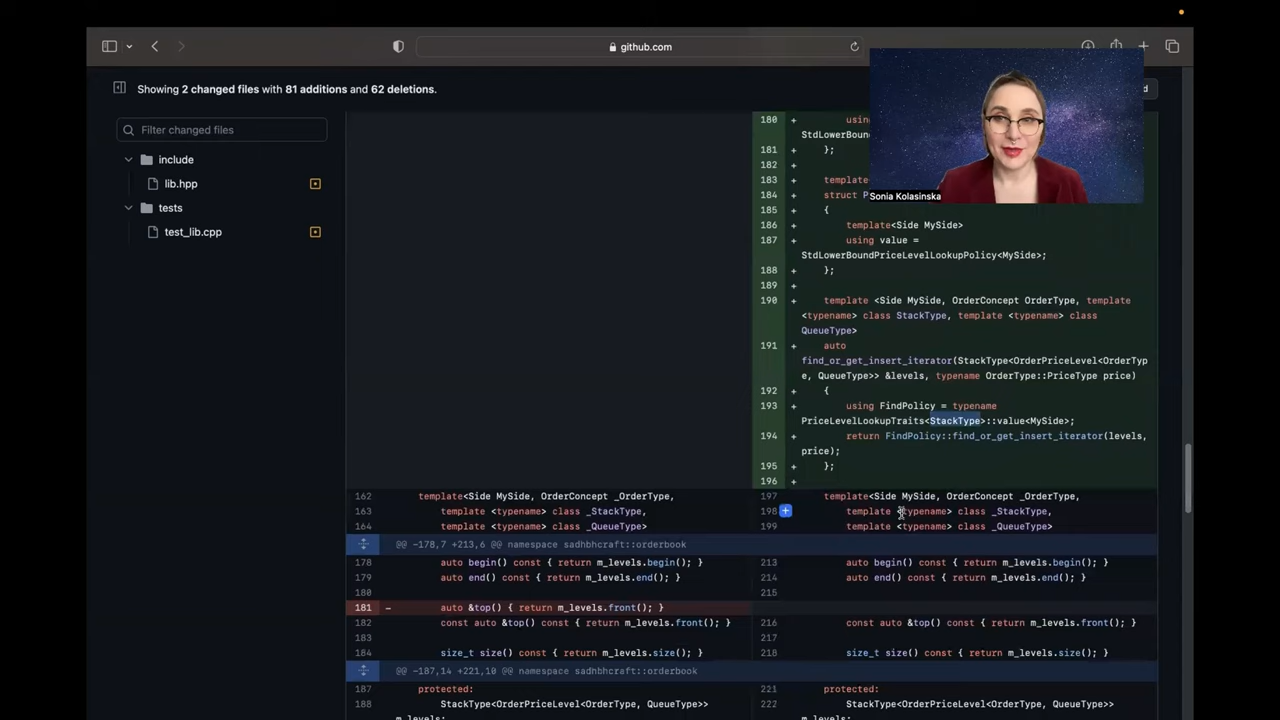 github.com
Showing 2 changed files with 81 additions and 62 deletions.
Filter changed files
include
lib.hpp
tests
test_lib.cpp
Sonia Kolasinska
180 + using
StdLowerBound
181 + };
182 +
183 + template
184 + struct
185 + {
186 + template<Side MySide>
187 + using value =
StdLowerBoundPriceLevelLookupPolicy<MySide>;
188 + };
189 +
190 + template <Side MySide, OrderConcept OrderType, template
<typename> class StackType, template <typename> class
QueueType>
191 + auto
find_or_get_insert_iterator(StackType<OrderPriceLevel<OrderTyp
e, QueueType>> &levels, typename OrderType::PriceType price)
192 + {
193 + using FindPolicy = typename
PriceLevelLookupTraits<StackType>::value<MySide>;
194 + return FindPolicy::find_or_get_insert_iterator(levels,
price);
195 + };
196 +
162 template<Side MySide, OrderConcept _OrderType, 197 template<Side MySide, OrderConcept _OrderType,
163 template <typename> class _StackType, 198 template <typename> class _StackType,
164 template <typename> class _QueueType> 199 template <typename> class _QueueType>
@@ -178,7 +213,6 @@ namespace sadhbhcraft::orderbook
178 auto begin() const { return m_levels.begin(); } 213 auto begin() const { return m_levels.begin(); }
179 auto end() const { return m_levels.end(); } 214 auto end() const { return m_levels.end(); }
180 215
181 - auto &top() { return m_levels.front(); }
182 const auto &top() const { return m_levels.front(); } 216 const auto &top() const { return m_levels.front(); }
183 217
184 size_t size() const { return m_levels.size(); } 218 size_t size() const { return m_levels.size(); }
@@ -187,14 +221,10 @@ namespace sadhbhcraft::orderbook
187 protected: 221 protected:
188 StackType<OrderPriceLevel<OrderType, QueueType>> 222 StackType<OrderPriceLevel<OrderType, QueueType>>
m_levels; m_levels;